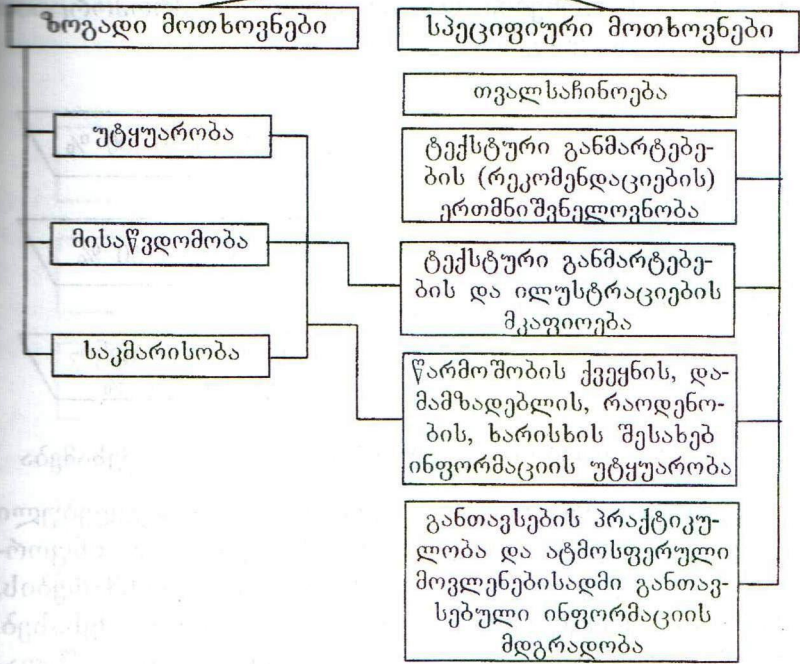 ზოგადი მოთხოვნები
სპეციფიური მოთხოვნები
უტყუარობა
მისაწვდომობა
საკმარისობა
თვალსაჩინოება
ტექსტური განმარტებე-
ბის (რეკომენდაციების)
ერთმნიშვნელოვნობა
ტექსტური განმარტებე-
ბის და ილუსტრაციების
მკაფიოება
წარმოშობის ქვეყნის, და-
მამზადებლის, რაოდენო-
ბის, ხარისხის შესახებ
ინფორმაციის უტყუარობა
განთავსების პრაქტიკუ-
ლობა და ატმოსფერული
მოვლენებისადმი განთავ-
სებული ინფორმაციის
მდგრადობა